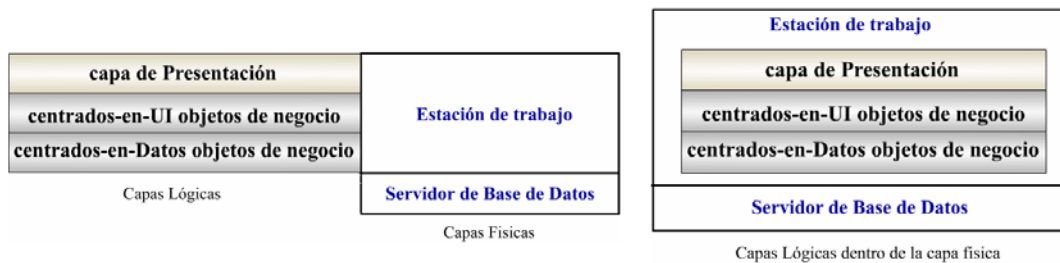 capa de Presentación
centrados-en-UI objetos de negocio
centrados-en-Datos objetos de negocio
Capas Lógicas
Estación de trabajo
Servidor de Base de Datos
Capas Fisicas
Estación de trabajo
capa de Presentación
centrados-en-UI objetos de negocio
centrados-en-Datos objetos de negocio
Servidor de Base de Datos
Capas Lógicas dentro de la capa física